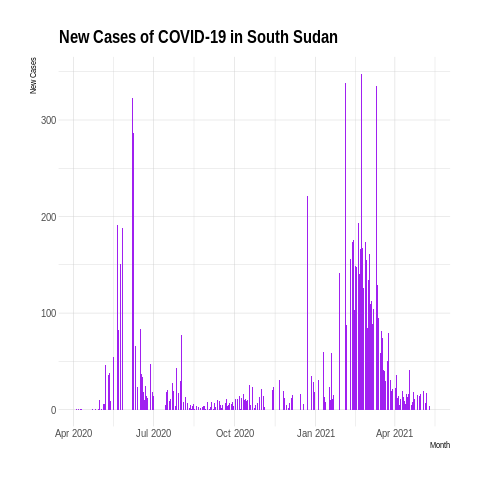 New Cases of COVID-19 in South Sudan
New Cases
300
200
100
0
Apr 2020 Jul 2020 Oct 2020 Jan 2021 Apr 2021
Month